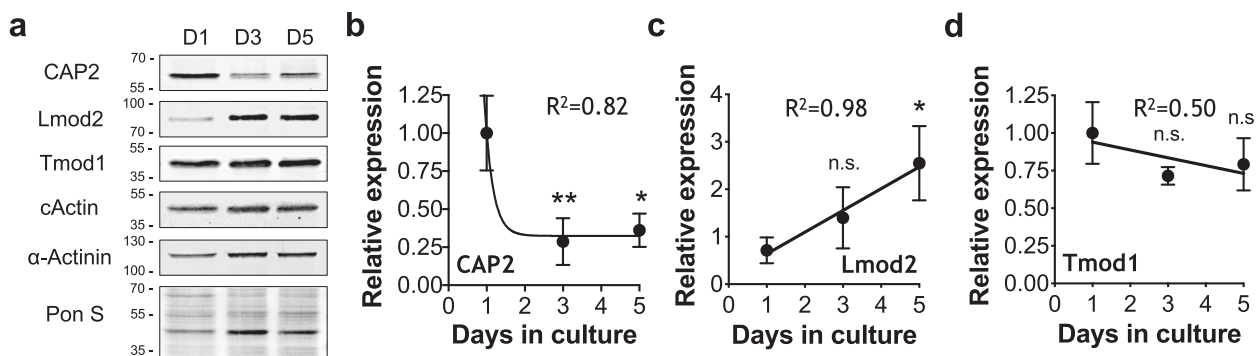 a
D1 D3 D5
CAP2
70 -
55 -
Lmod2
100 -
70 -
Tmod1
55 -
35 -
cActin
55 -
35 -
α-Actinin
130 -
100 -
Pon S
70 -
55 -
35 -
b
Relative expression
1.25
1.00
0.75
0.50
0.25
0.00
R²=0.82
**
*
CAP2
0 1 2 3 4 5
Days in culture
c
Relative expression
4
3
2
1
0
R²=0.98
n.s.
*
Lmod2
0 1 2 3 4 5
Days in culture
d
Relative expression
1.25
1.00
0.75
0.50
0.25
0.00
R²=0.50
n.s.
n.s
Tmod1
0 1 2 3 4 5
Days in culture